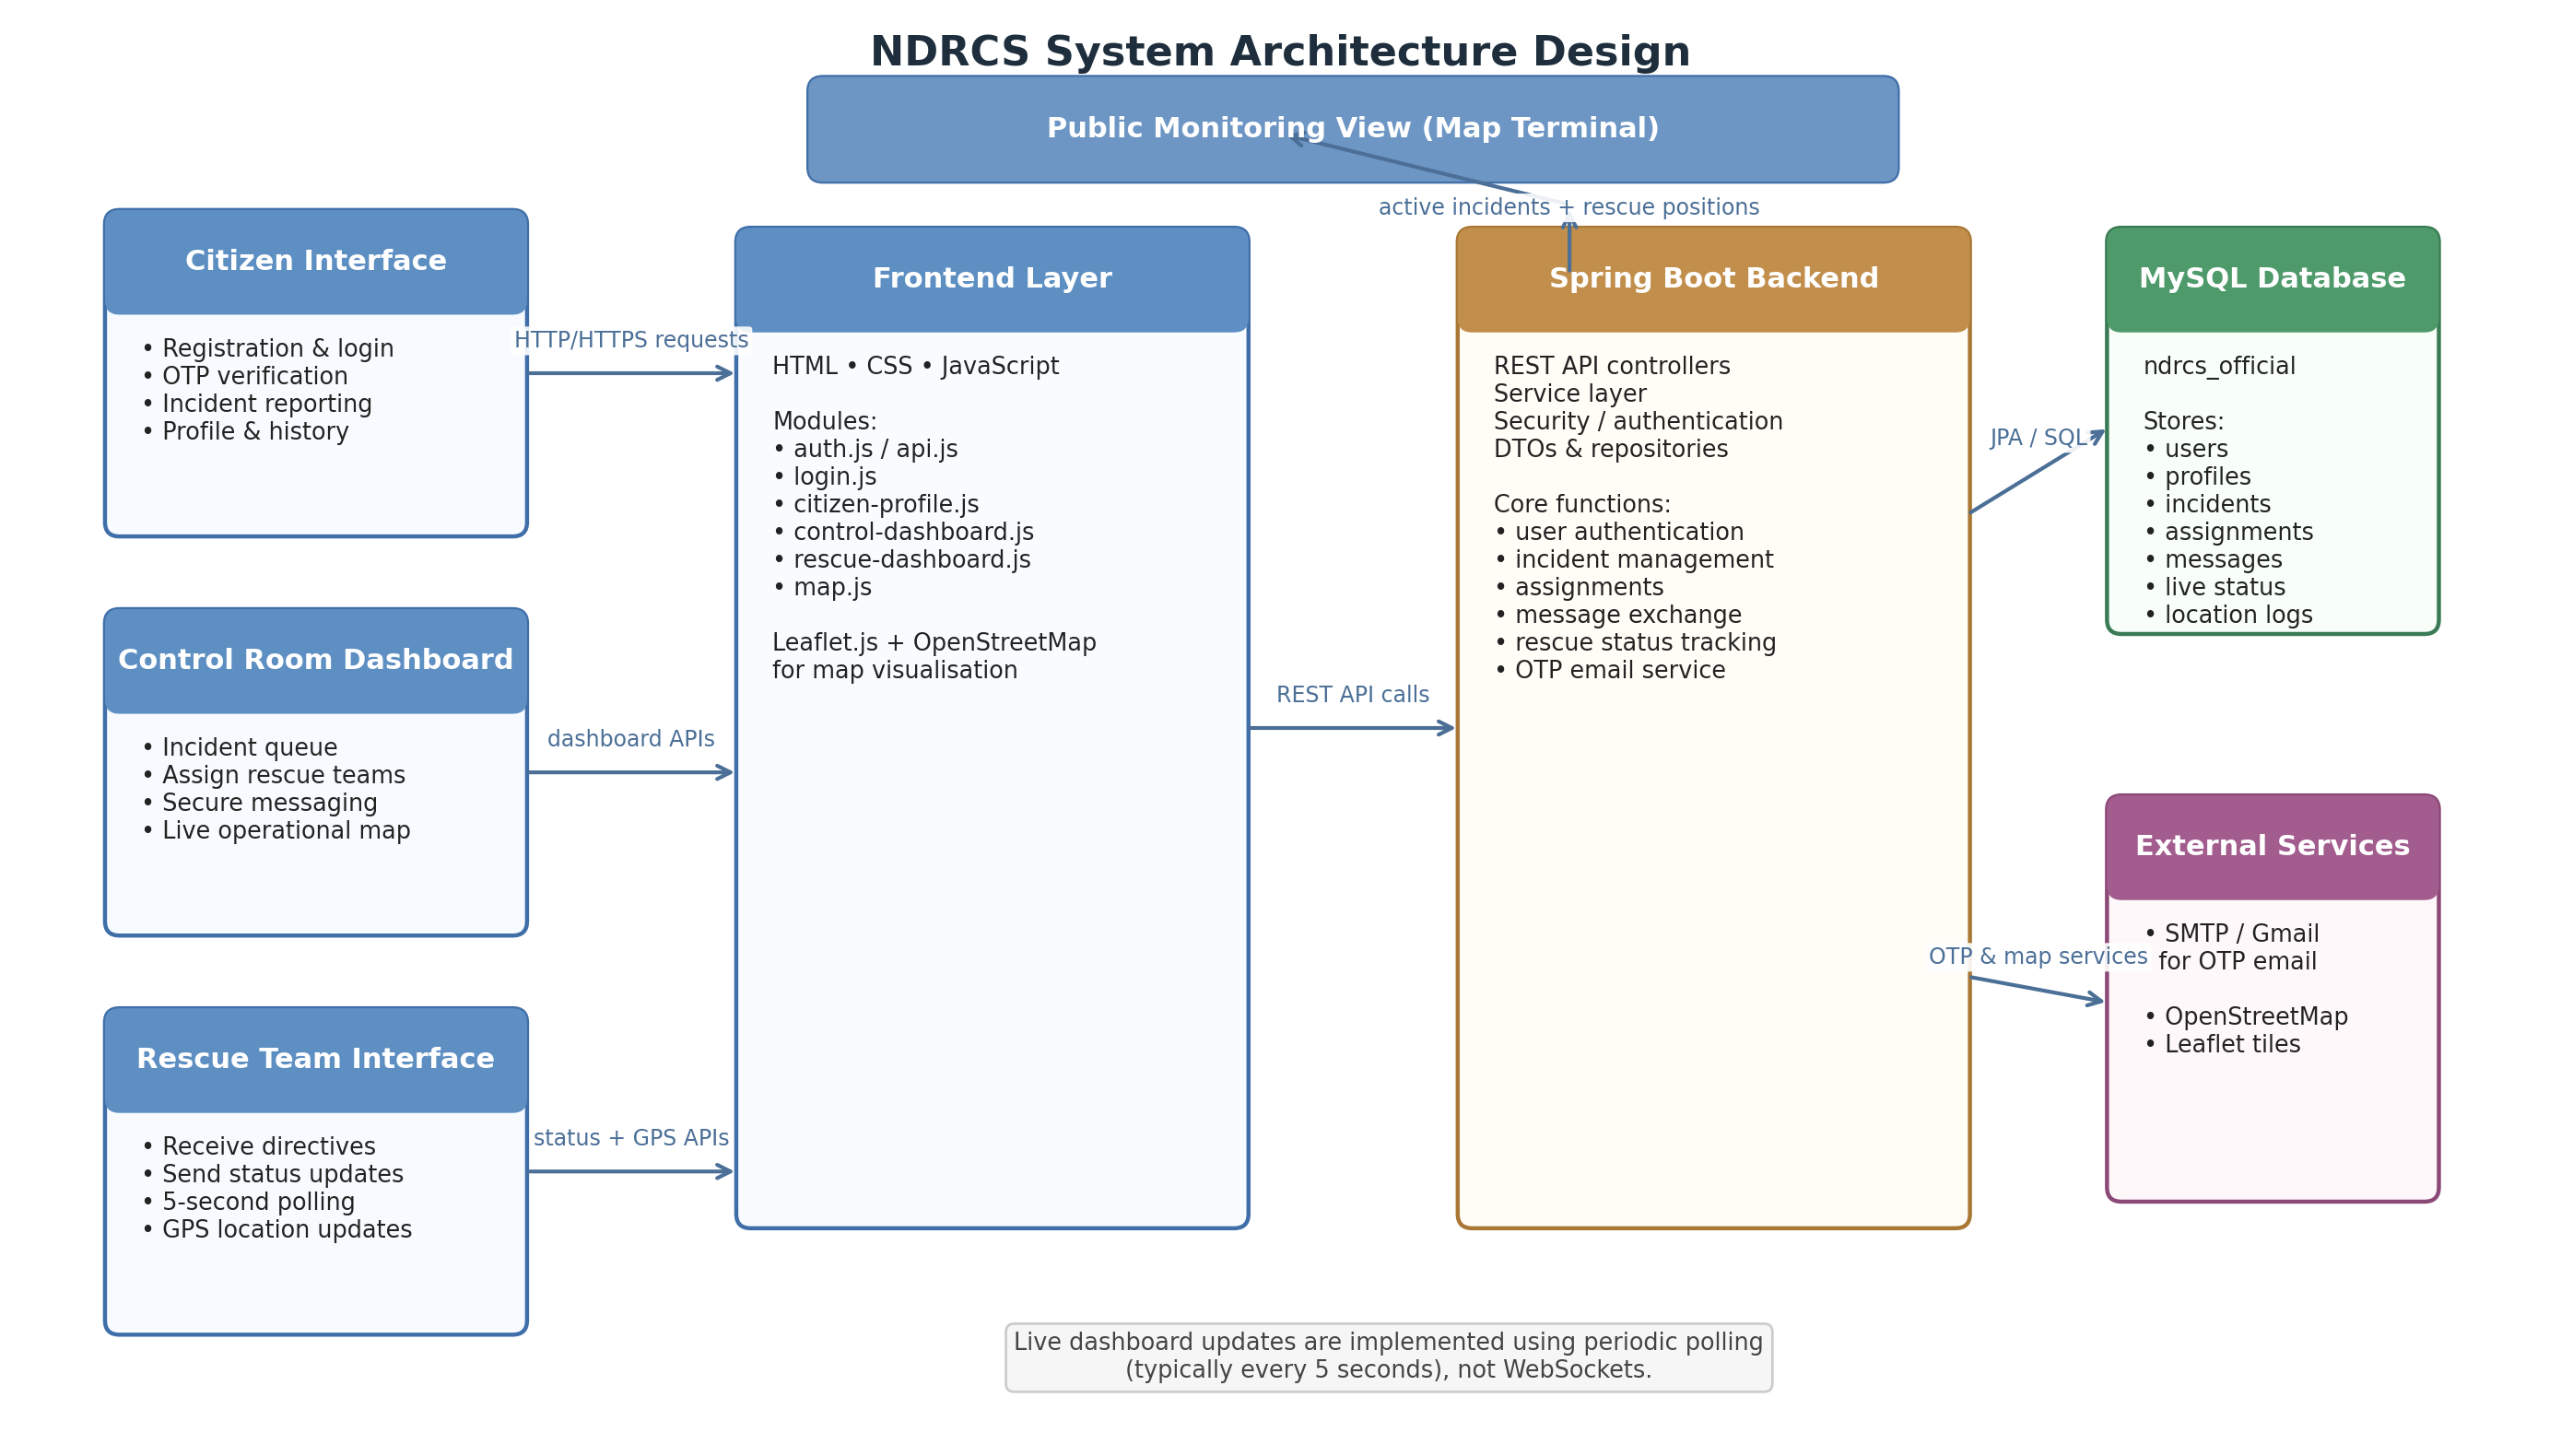 NDRCS System Architecture Design
Public Monitoring View (Map Terminal)
active incidents + rescue positions
Citizen Interface
• Registration & login
• OTP verification
• Incident reporting
• Profile & history
HTTP/HTTPS requests
Control Room Dashboard
• Incident queue
• Assign rescue teams
• Secure messaging
• Live operational map
dashboard APIs
Rescue Team Interface
• Receive directives
• Send status updates
• 5-second polling
• GPS location updates
status + GPS APIs
Frontend Layer
HTML • CSS • JavaScript
Modules:
• auth.js / api.js
• login.js
• citizen-profile.js
• control-dashboard.js
• rescue-dashboard.js
• map.js
Leaflet.js + OpenStreetMap
for map visualisation
REST API calls
Spring Boot Backend
REST API controllers
Service layer
Security / authentication
DTOs & repositories
Core functions:
• user authentication
• incident management
• assignments
• message exchange
• rescue status tracking
• OTP email service
JPA / SQL
MySQL Database
ndrcs_official
Stores:
• users
• profiles
• incidents
• assignments
• messages
• live status
• location logs
OTP & map services
External Services
• SMTP / Gmail
for OTP email
• OpenStreetMap
• Leaflet tiles
Live dashboard updates are implemented using periodic polling
(typically every 5 seconds), not WebSockets.